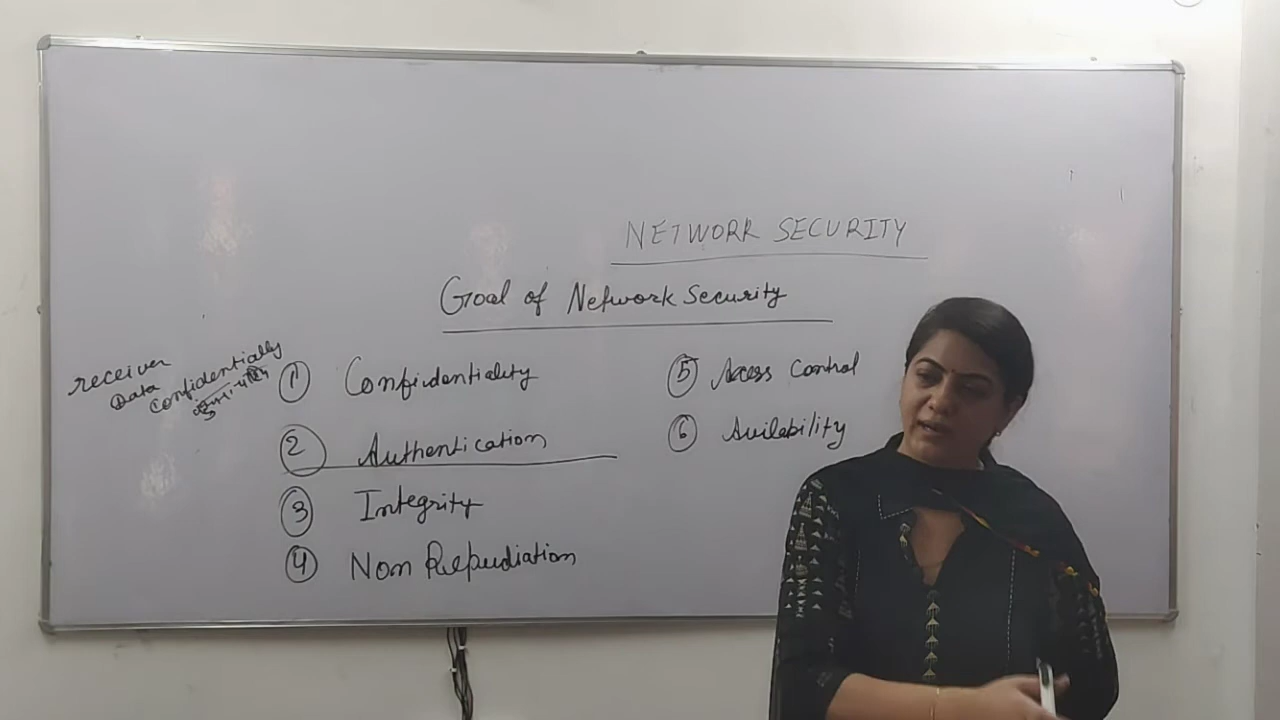 NETWORK SECURITY
Goal of Network Security
receiver
Data
Confidentially
① Confidentiality
② Authentication
③ Integrity
④ Non Repudiation
⑤ Access Control
⑥ Avilability